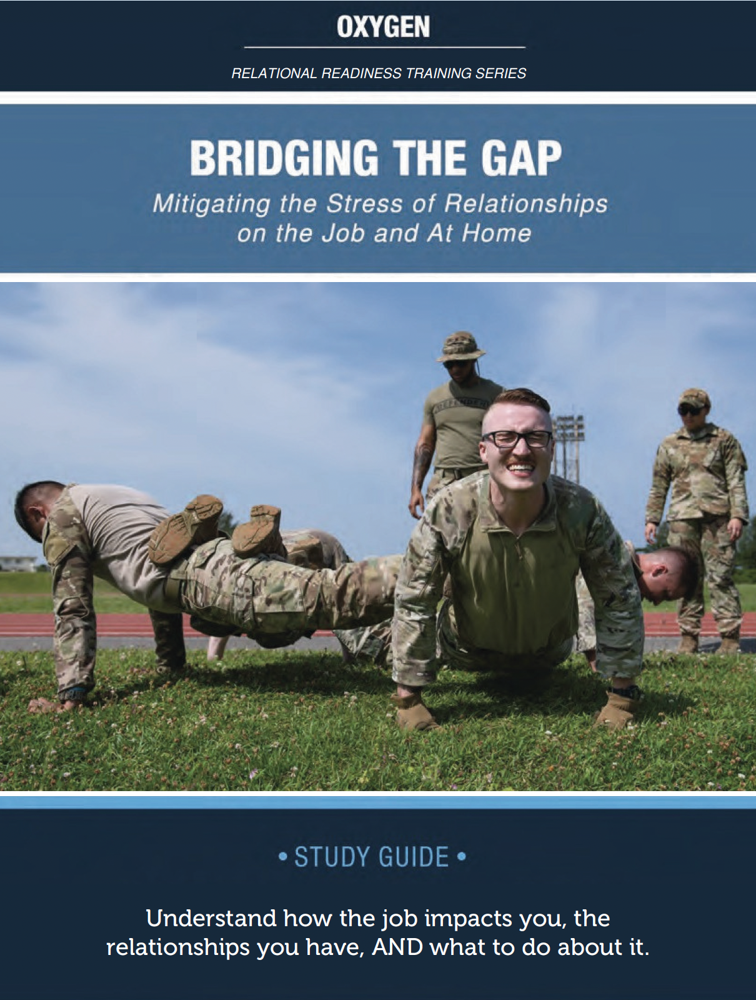 OXYGEN
RELATIONAL READINESS TRAINING SERIES
BRIDGING THE GAP
Mitigating the Stress of Relationships
on the Job and At Home
DEFENDER
• STUDY GUIDE •
Understand how the job impacts you, the
relationships you have, AND what to do about it.